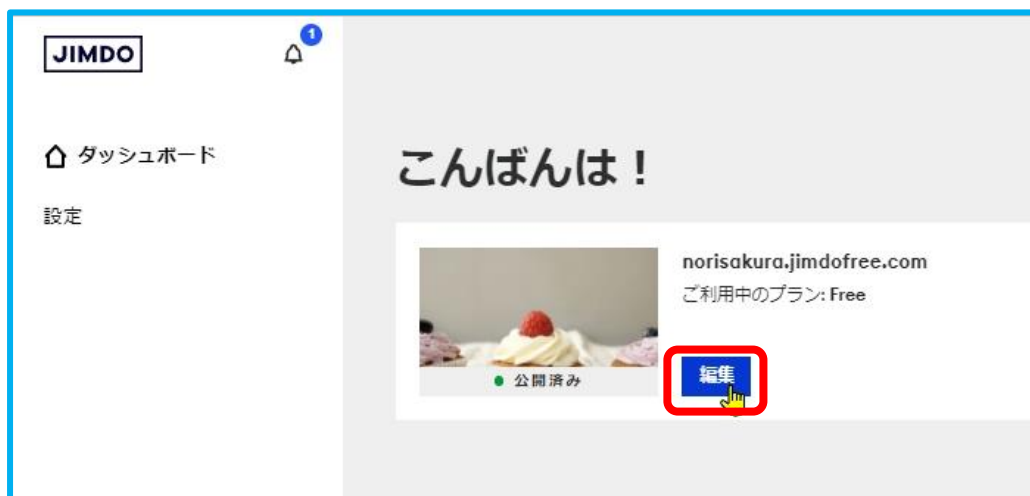 JIMDO
1
ダッシュボード
設定
こんばんは！
norisakura.jimdofree.com
ご利用中のプラン: Free
公開済み
編集